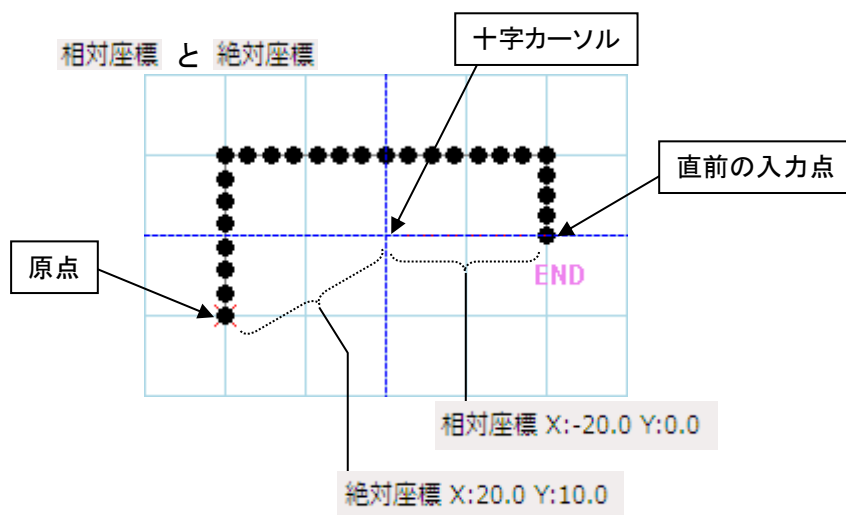 十字カーソル
相対座標 と 絶対座標
直前の入力点
原点
END
相対座標 X:-20.0 Y:0.0
絶対座標 X:20.0 Y:10.0